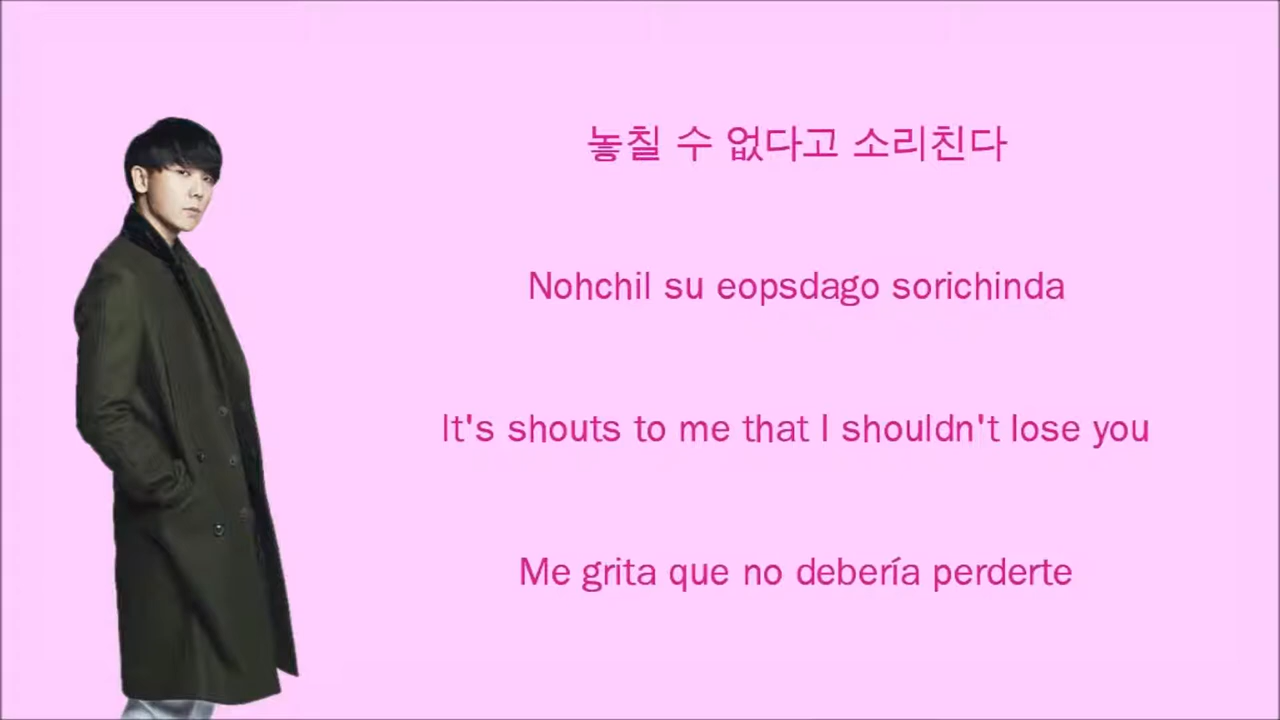 놓칠 수 없다고 소리친다
Nohchil su eopsdago sorichinda
It's shouts to me that I shouldn't lose you
Me grita que no debería perderte